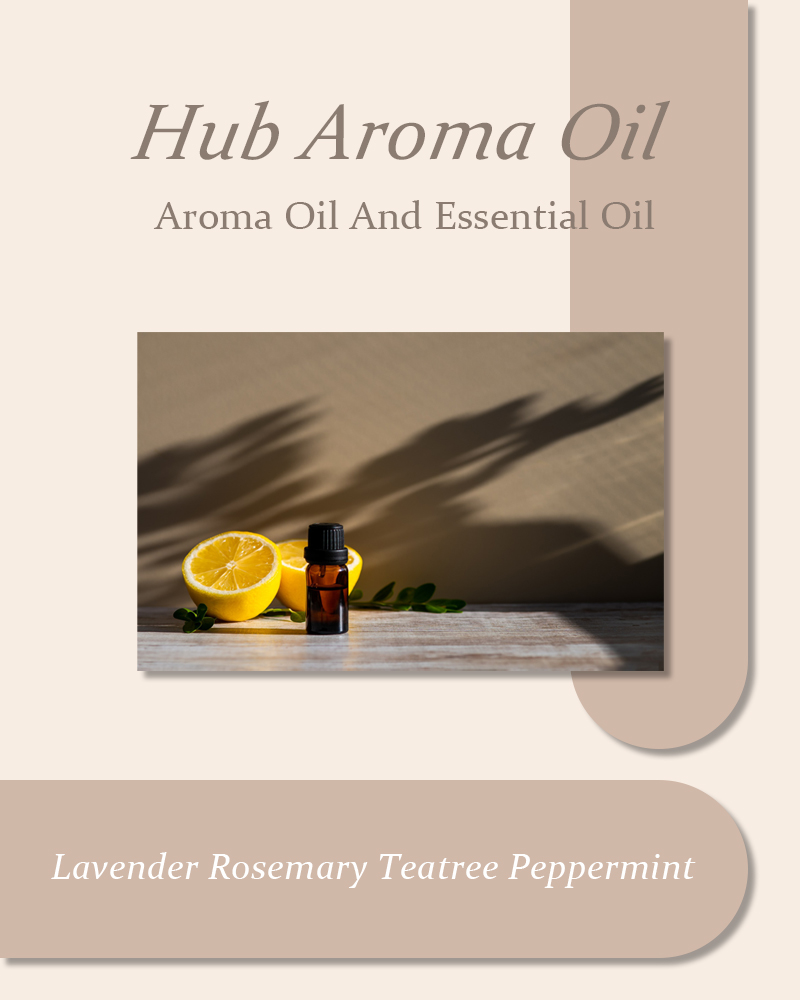 Hub Aroma Oil
Aroma Oil And Essential Oil
Lavender Rosemary Teatree Peppermint